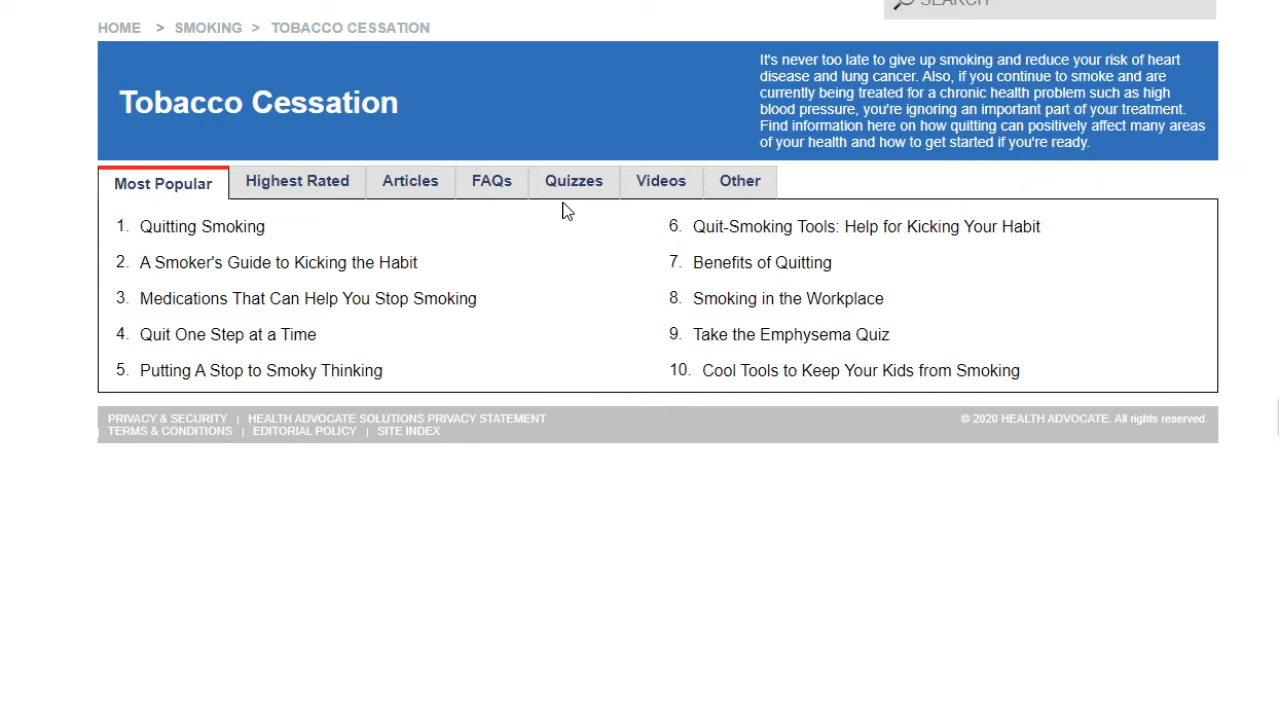 SEARCH
HOME > SMOKING > TOBACCO CESSATION
Tobacco Cessation
It's never too late to give up smoking and reduce your risk of heart
disease and lung cancer. Also, if you continue to smoke and are
currently being treated for a chronic health problem such as high
blood pressure, you're ignoring an important part of your treatment.
Find information here on how quitting can positively affect many areas
of your health and how to get started if you're ready.
Most Popular Highest Rated Articles FAQs Quizzes Videos Other
1. Quitting Smoking
2. A Smoker's Guide to Kicking the Habit
3. Medications That Can Help You Stop Smoking
4. Quit One Step at a Time
5. Putting A Stop to Smoky Thinking
6. Quit-Smoking Tools: Help for Kicking Your Habit
7. Benefits of Quitting
8. Smoking in the Workplace
9. Take the Emphysema Quiz
10. Cool Tools to Keep Your Kids from Smoking
PRIVACY & SECURITY | HEALTH ADVOCATE SOLUTIONS PRIVACY STATEMENT
| TERMS & CONDITIONS | EDITORIAL POLICY | SITE INDEX
© 2020 HEALTH ADVOCATE. All rights reserved.